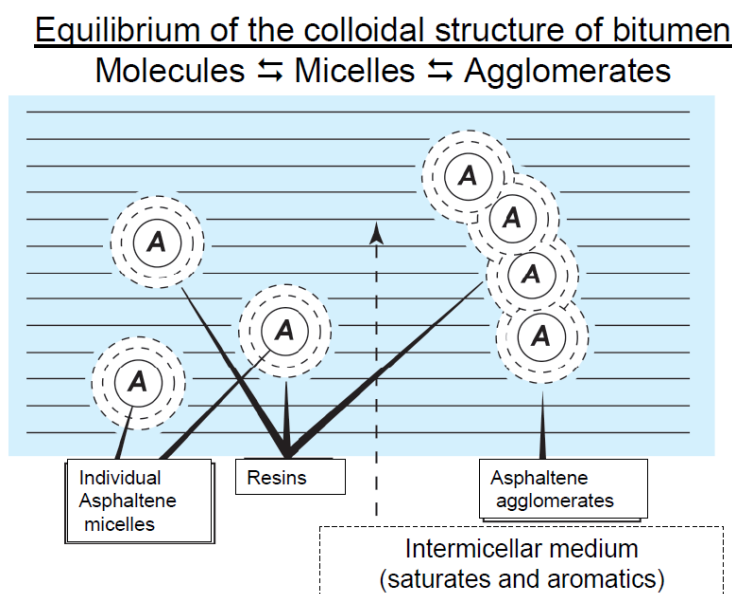 Equilibrium of the colloidal structure of bitumen
Molecules ⇆ Micelles ⇆ Agglomerates
A
A
A
A
A
A
A
Individual
Asphaltene
micelles
Resins
Asphaltene
agglomerates
Intermicellar medium
(saturates and aromatics)